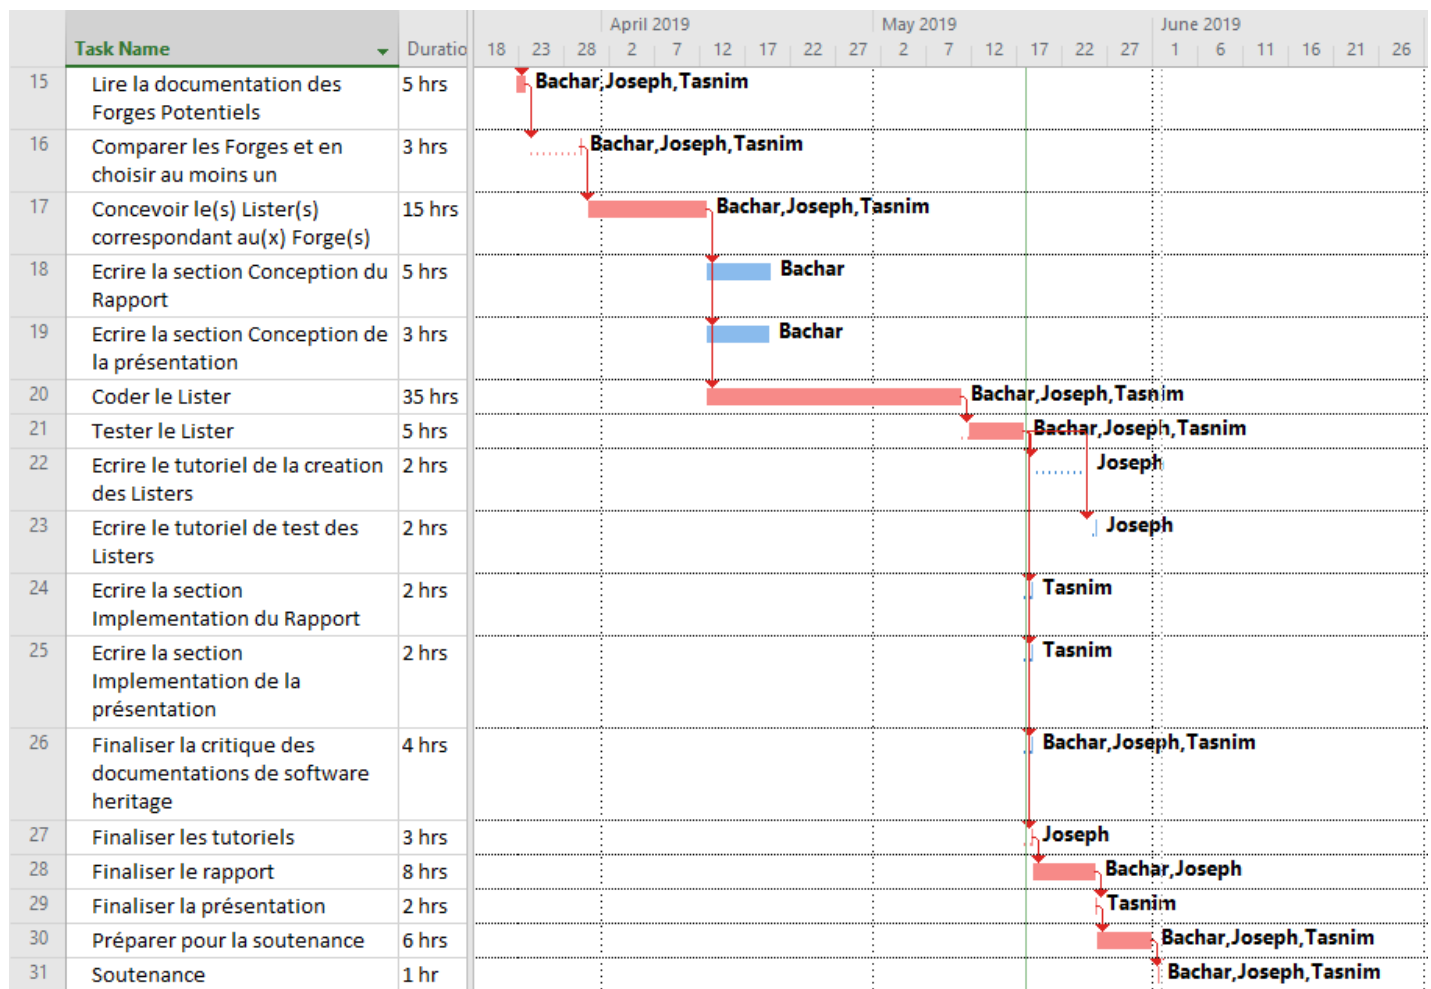 April 2019 May 2019 June 2019
Task Name Duratio 18 23 28 2 7 12 17 22 27 2 7 12 17 22 27 1 6 11 16 21 26
15 Lire la documentation des 5 hrs Bachar,Joseph,Tasnim
Forges Potentiels
16 Comparer les Forges et en 3 hrs Bachar,Joseph,Tasnim
choisir au moins un
17 Concevoir le(s) Lister(s) 15 hrs Bachar,Joseph,Tasnim
correspondant au(x) Forge(s)
18 Ecrire la section Conception du 5 hrs Bachar
Rapport
19 Ecrire la section Conception de 3 hrs Bachar
la présentation
20 Coder le Lister 35 hrs Bachar,Joseph,Tasnim
21 Tester le Lister 5 hrs Bachar,Joseph,Tasnim
22 Ecrire le tutoriel de la creation 2 hrs Joseph
des Listers
23 Ecrire le tutoriel de test des 2 hrs Joseph
Listers
24 Ecrire la section 2 hrs Tasnim
Implementation du Rapport
25 Ecrire la section 2 hrs Tasnim
Implementation de la
présentation
26 Finaliser la critique des 4 hrs Bachar,Joseph,Tasnim
documentations de software
heritage
27 Finaliser les tutoriels 3 hrs Joseph
28 Finaliser le rapport 8 hrs Bachar,Joseph
29 Finaliser la présentation 2 hrs Tasnim
30 Préparer pour la soutenance 6 hrs Bachar,Joseph,Tasnim
31 Soutenance 1 hr Bachar,Joseph,Tasnim